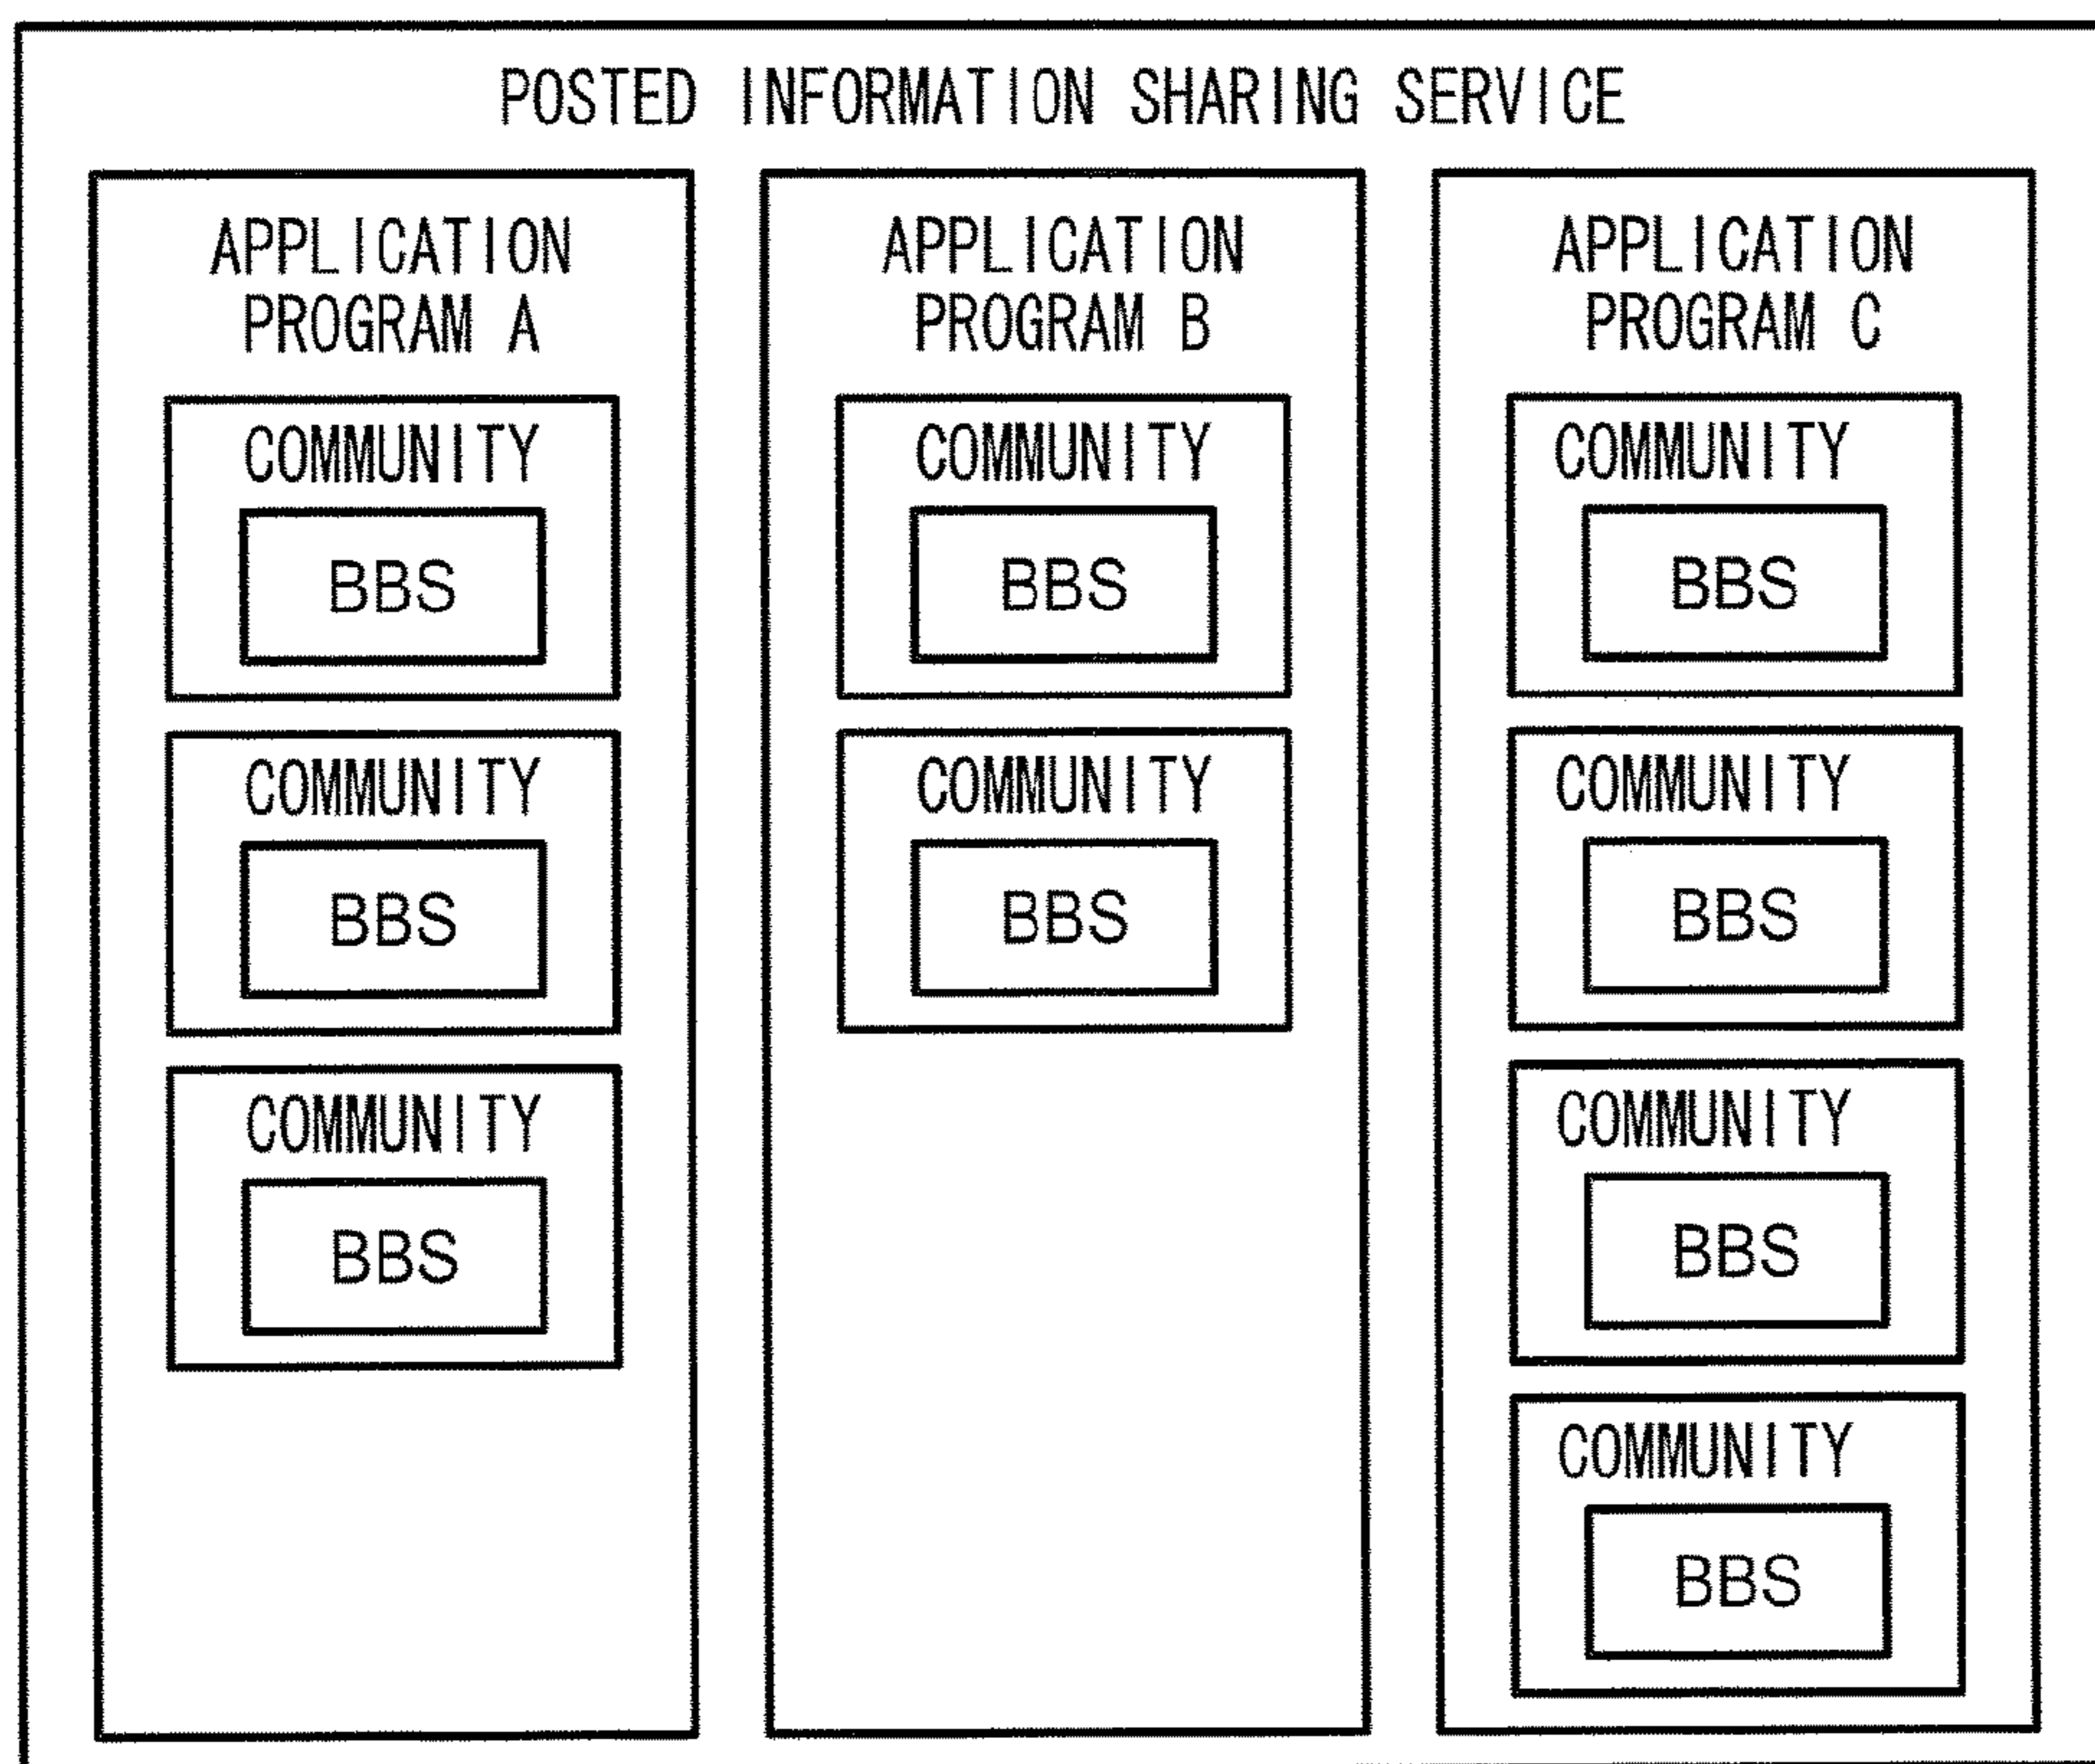 POSTED INFORMATION SHARING SERVICE
APPLICATION
PROGRAM A
COMMUNITY
BBS
COMMUNITY
BBS
COMMUNITY
BBS
APPLICATION
PROGRAM B
COMMUNITY
BBS
COMMUNITY
BBS
APPLICATION
PROGRAM C
COMMUNITY
BBS
COMMUNITY
BBS
COMMUNITY
BBS
COMMUNITY
BBS